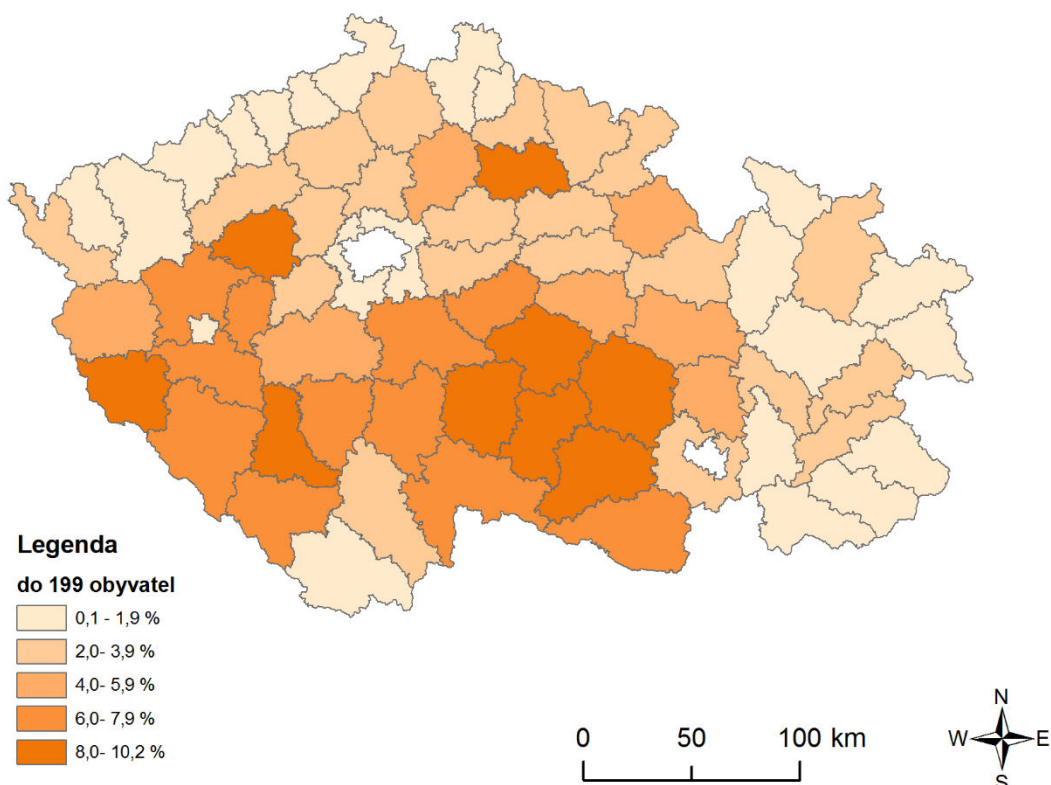 Legenda
do 199 obyvatel
0,1 - 1,9 %
2,0- 3,9 %
4,0- 5,9 %
6,0- 7,9 %
8,0- 10,2 %
0 50 100 km
N
W E
S